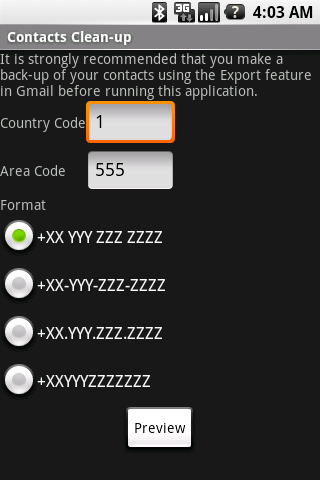 3G
?
4:03 AM
Contacts Clean-up
It is strongly recommended that you make a
back-up of your contacts using the Export feature
in Gmail before running this application.
Country Code 1
Area Code 555
Format
+XX YYY ZZZ ZZZZ
+XX-YYY-ZZZ-ZZZZ
+XX.YYY.ZZZ.ZZZZ
+XXYYYZZZZZZZ
Preview